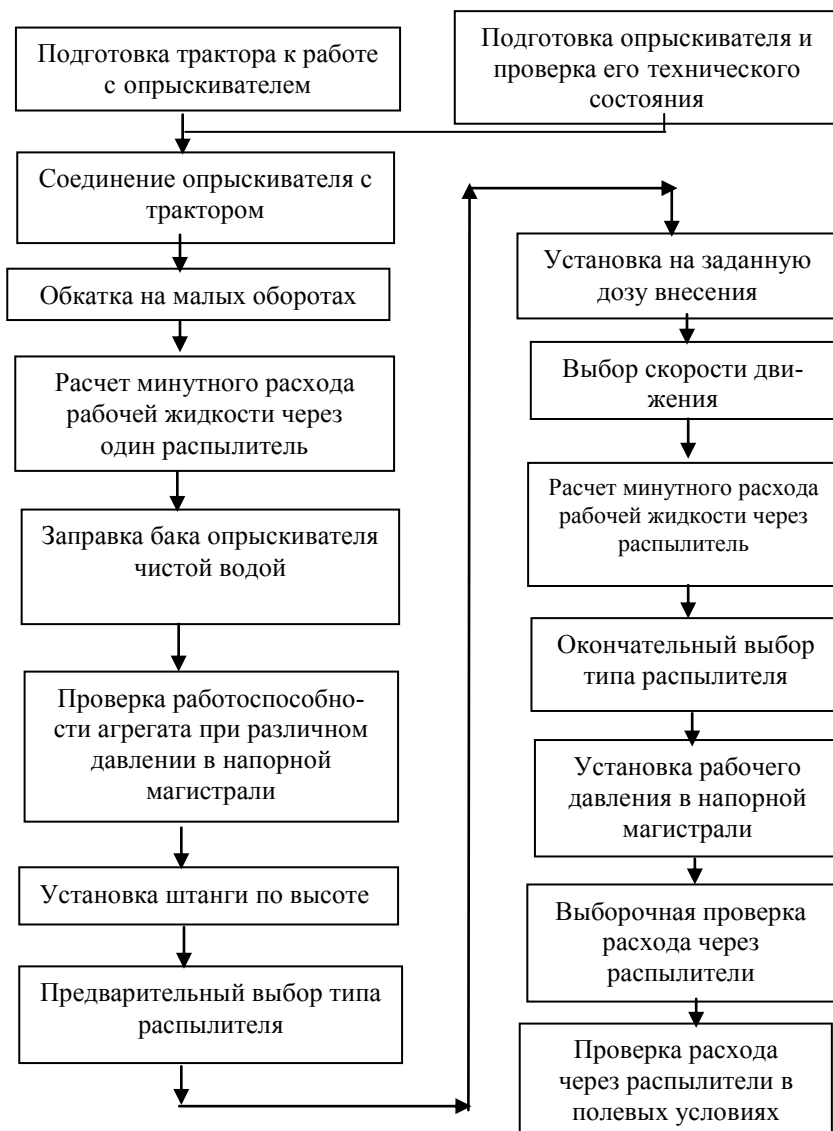 Подготовка трактора к работе
с опрыскивателем
Подготовка опрыскивателя и
проверка его технического
состояния
Соединение опрыскивателя с
трактором
Обкатка на малых оборотах
Расчет минутного расхода
рабочей жидкости через
один распылитель
Заправка бака опрыскивателя
чистой водой
Проверка работоспособно-
сти агрегата при различном
давлении в напорной
магистрали
Установка штанги по высоте
Предварительный выбор типа
распылителя
Установка на заданную
дозу внесения
Выбор скорости дви-
жения
Расчет минутного расхода
рабочей жидкости через
распылитель
Окончательный выбор
типа распылителя
Установка рабочего
давления в напорной
магистрали
Выборочная проверка
расхода через
распылители
Проверка расхода
через распылители в
полевых условиях